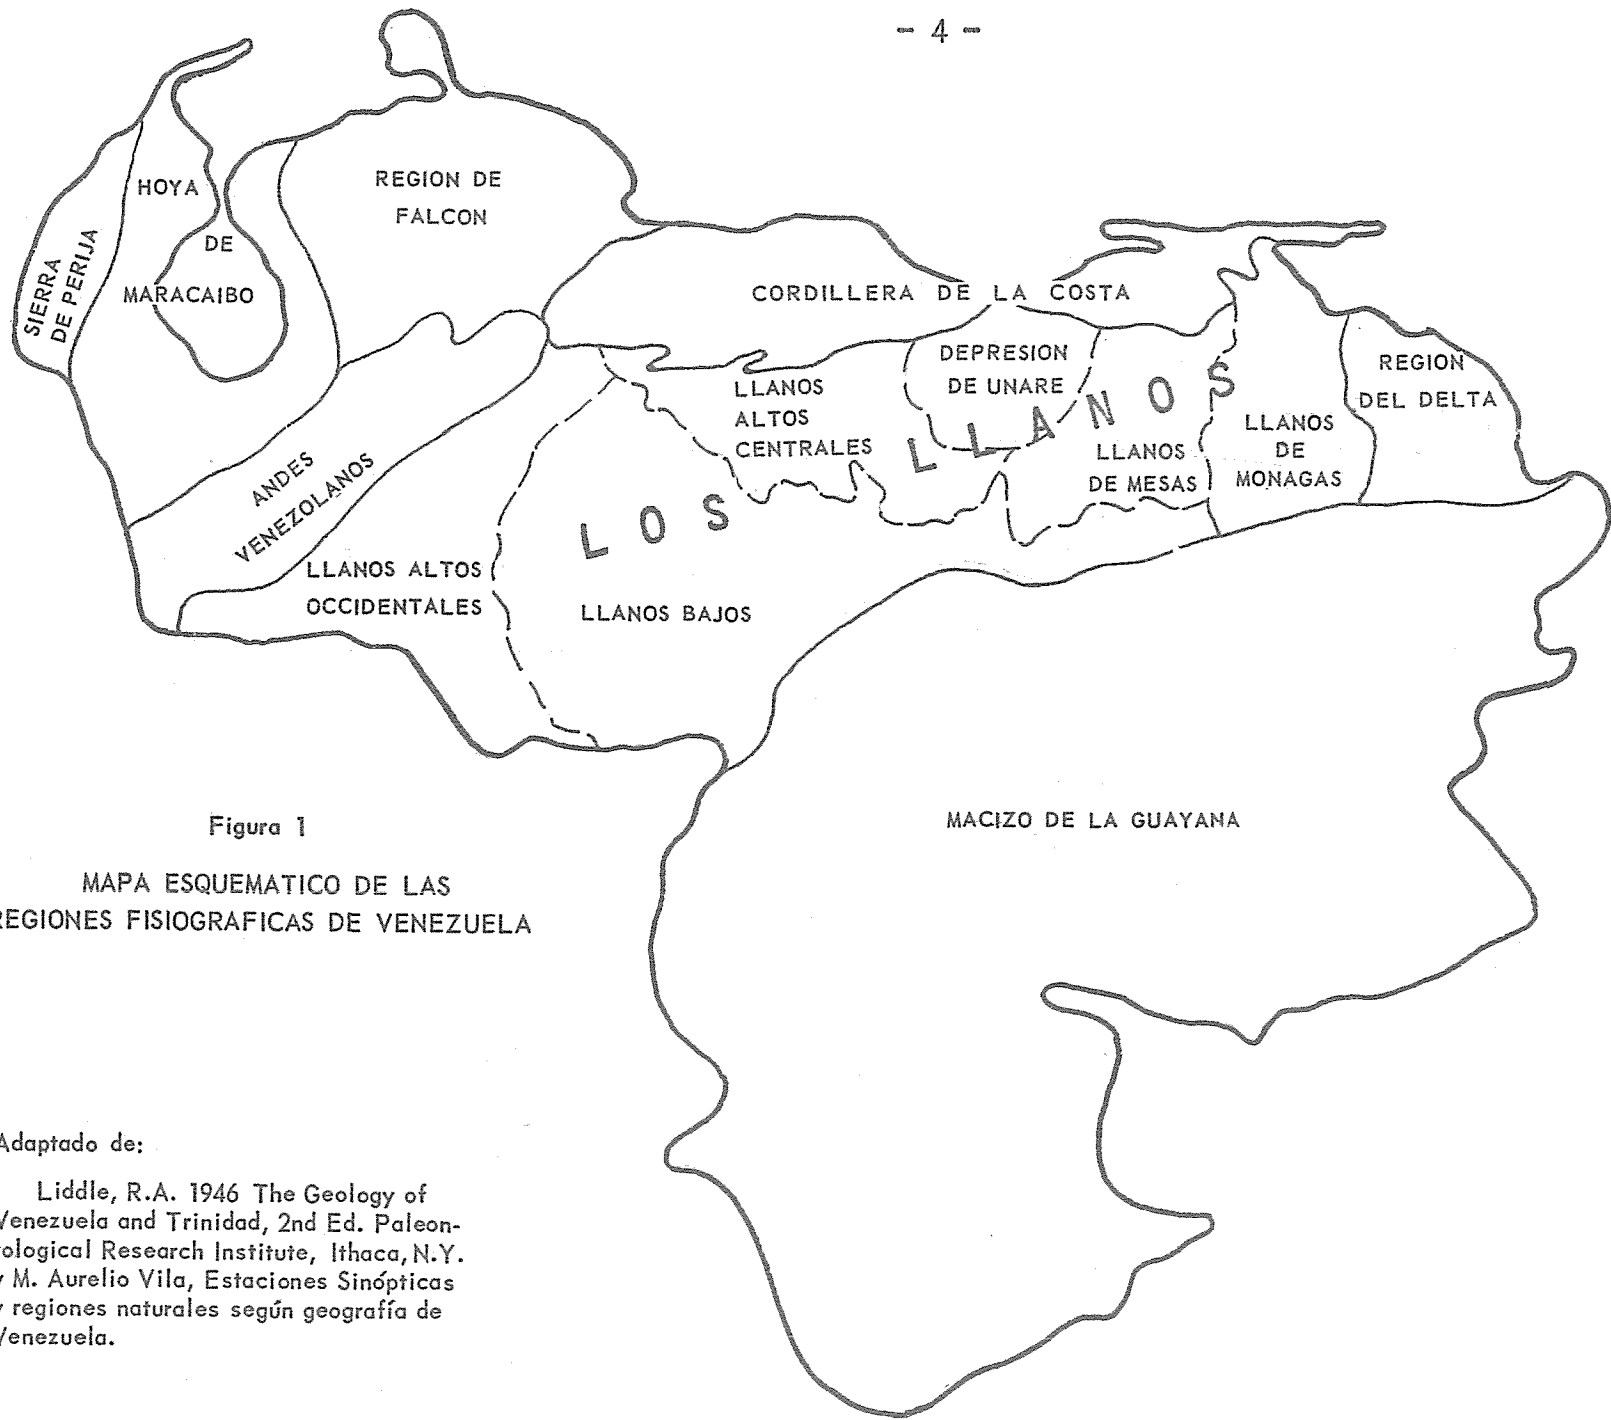 - 4 -
REGION DE
FALCON
HOYA
DE
MARACAIBO
SIERRA
DE PERIJA
CORDILLERA DE LA COSTA
DEPRESION
DE UNARE
REGION
DEL DELTA
LLANOS
ALTOS
CENTRALES
LOS LLANOS
LLANOS
DE MESAS
LLANOS
DE
MONAGAS
ANDES
VENEZOLANOS
LLANOS ALTOS
OCCIDENTALES
LLANOS BAJOS
MACIZO DE LA GUAYANA
Figura 1
MAPA ESQUEMATICO DE LAS
REGIONES FISIOGRAFICAS DE VENEZUELA
Adaptado de:
Liddle, R.A. 1946 The Geology of
Venezuela and Trinidad, 2nd Ed. Paleon-
tological Research Institute, Ithaca, N.Y.
y M. Aurelio Vila, Estaciones Sinópticas
y regiones naturales según geografía de
Venezuela.